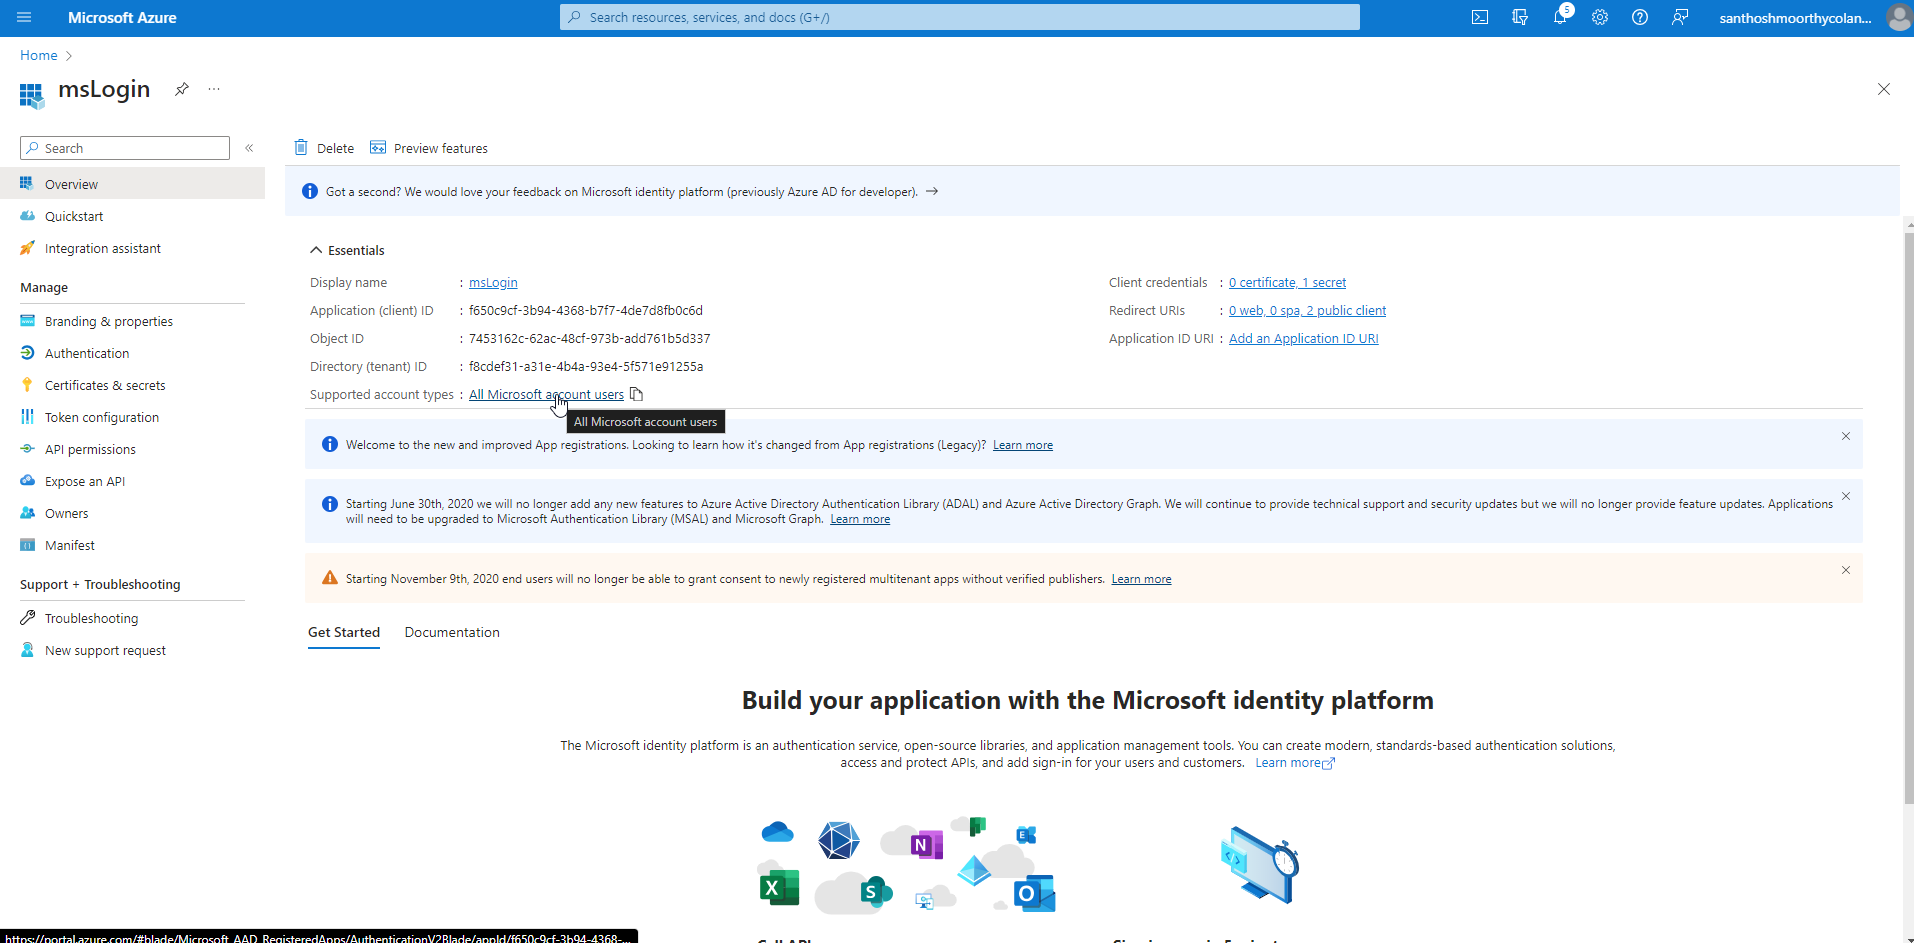 Microsoft Azure
Search resources, services, and docs (G+/)
5
santhoshmoorthycolan...
Home
msLogin
...
Search
«
Delete
Preview features
Overview
Got a second? We would love your feedback on Microsoft identity platform (previously Azure AD for developer). →
Quickstart
Integration assistant
Essentials
Display name : msLogin
Client credentials : 0 certificate, 1 secret
Application (client) ID : f650c9cf-3b94-4368-b7f7-4de7d8fb0c6d
Redirect URIs : 0 web, 0 spa, 2 public client
Object ID : 7453162c-62ac-48cf-973b-add761b5d337
Application ID URI : Add an Application ID URI
Directory (tenant) ID : f8cdef31-a31e-4b4a-93e4-5f571e91255a
Supported account types : All Microsoft account users
All Microsoft account users
Manage
Branding & properties
Authentication
Certificates & secrets
Token configuration
API permissions
Expose an API
Owners
Manifest
Support + Troubleshooting
Troubleshooting
New support request
Welcome to the new and improved App registrations. Looking to learn how it's changed from App registrations (Legacy)? Learn more
Starting June 30th, 2020 we will no longer add any new features to Azure Active Directory Authentication Library (ADAL) and Azure Active Directory Graph. We will continue to provide technical support and security updates but we will no longer provide feature updates. Applications
will need to be upgraded to Microsoft Authentication Library (MSAL) and Microsoft Graph. Learn more
Starting November 9th, 2020 end users will no longer be able to grant consent to newly registered multitenant apps without verified publishers. Learn more
Get Started
Documentation
Build your application with the Microsoft identity platform
The Microsoft identity platform is an authentication service, open-source libraries, and application management tools. You can create modern, standards-based authentication solutions,
access and protect APIs, and add sign-in for your users and customers. Learn more
N
E
X
S
O
https://portal.azure.com/#blade/Microsoft_AAD_RegisteredApps/AuthenticationV2Blade/appId/f650c9cf-3b94-4368-...